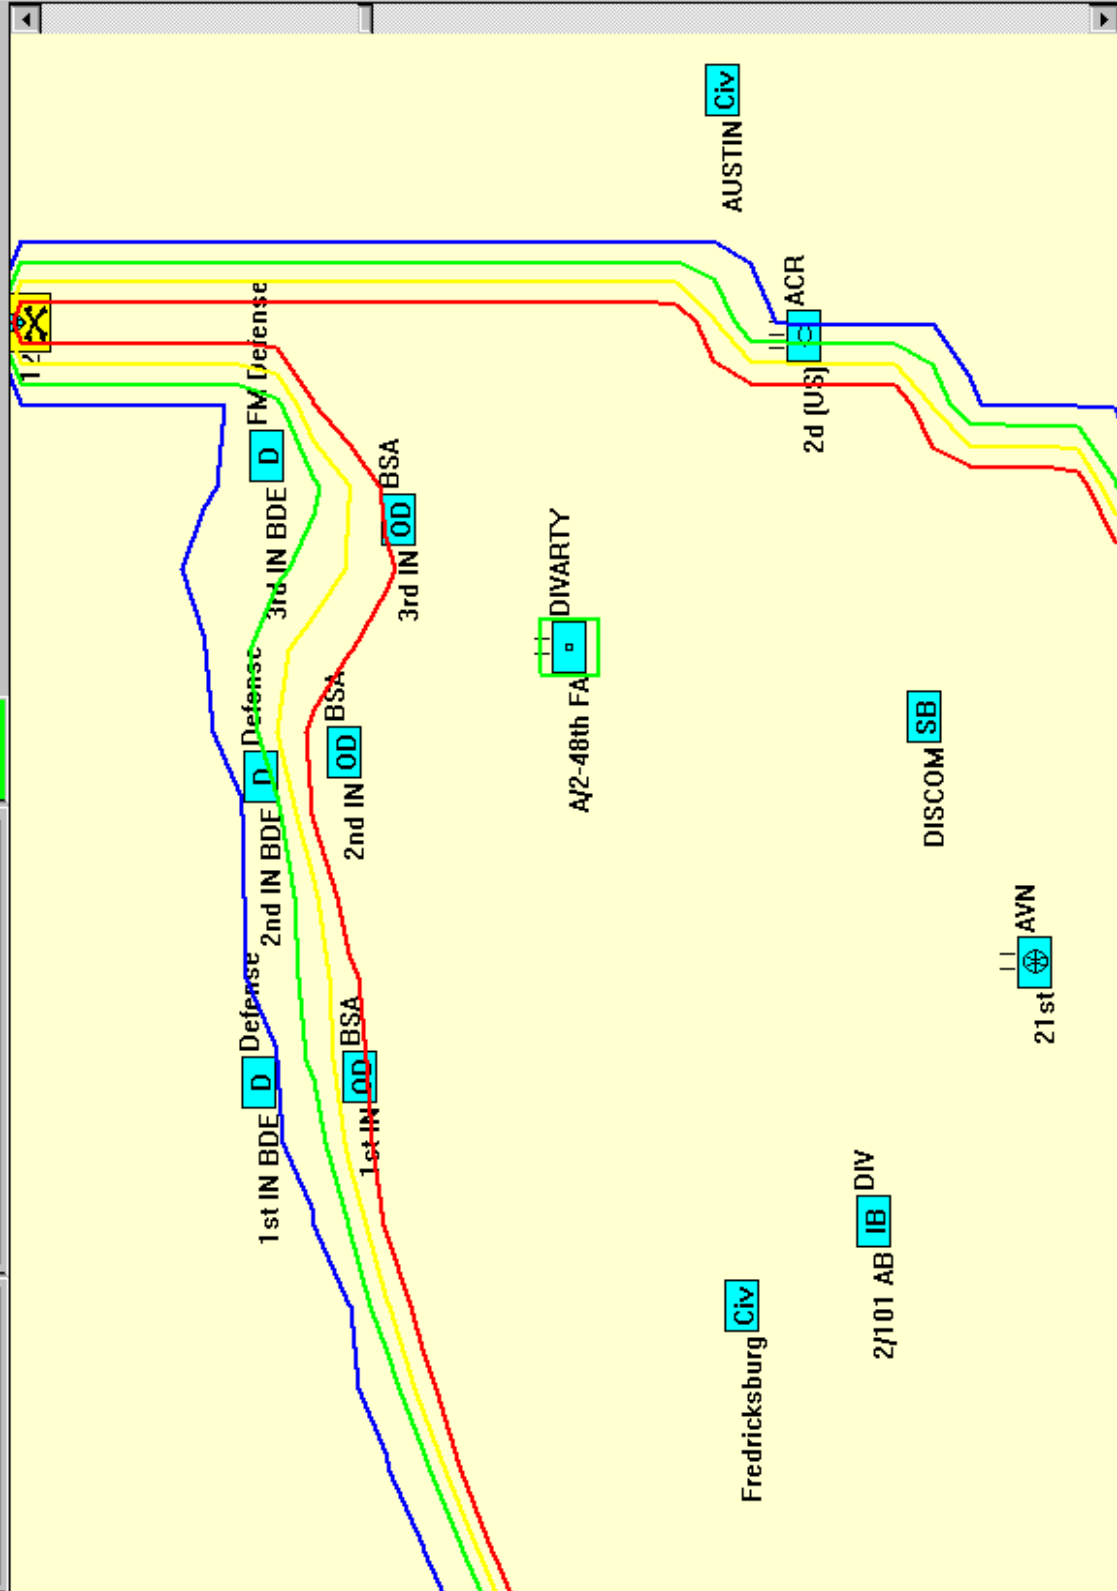 1st IN BDE D Defense
2nd IN BDE D Defense
3rd IN BDE D FM Defense
1st IN OD BSA
2nd IN OD BSA
3rd IN OD BSA
A/2-48th FA DIVARTY
Fredricksburg Civ
AUSTIN Civ
2d (US) ACR
2/101 AB IB DIV
DISCOM SB
21st AVN